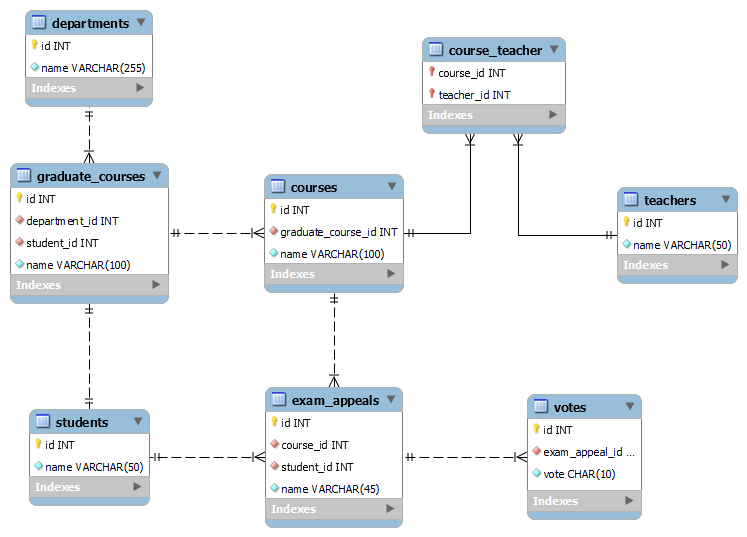 departments
id INT
name VARCHAR(255)
Indexes
course_teacher
course_id INT
teacher_id INT
Indexes
graduate_courses
id INT
department_id INT
student_id INT
name VARCHAR(100)
Indexes
courses
id INT
graduate_course_id INT
name VARCHAR(100)
Indexes
teachers
id INT
name VARCHAR(50)
Indexes
students
id INT
name VARCHAR(50)
Indexes
exam_appeals
id INT
course_id INT
student_id INT
name VARCHAR(45)
Indexes
votes
id INT
exam_appeal_id ...
vote CHAR(10)
Indexes